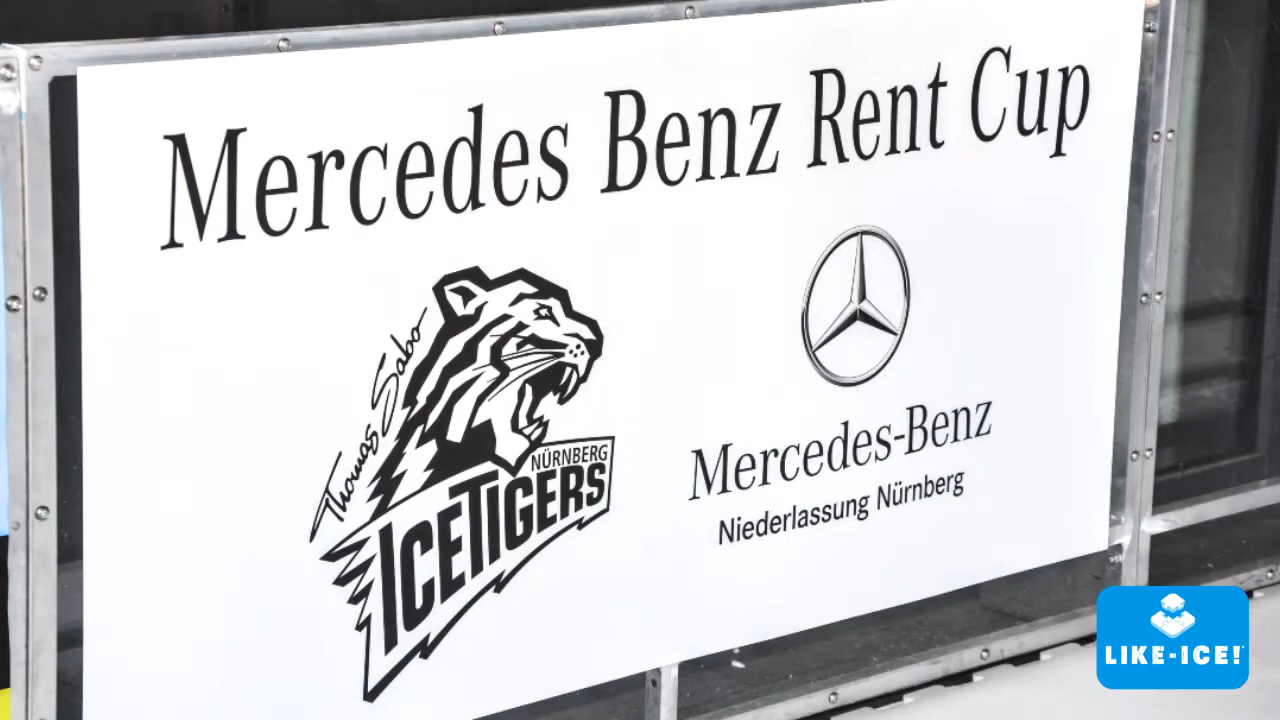 Mercedes Benz Rent Cup
Thomas Sabo
NÜRNBERG
ICETIGERS
Mercedes-Benz
Niederlassung Nürnberg
LIKE-ICE!